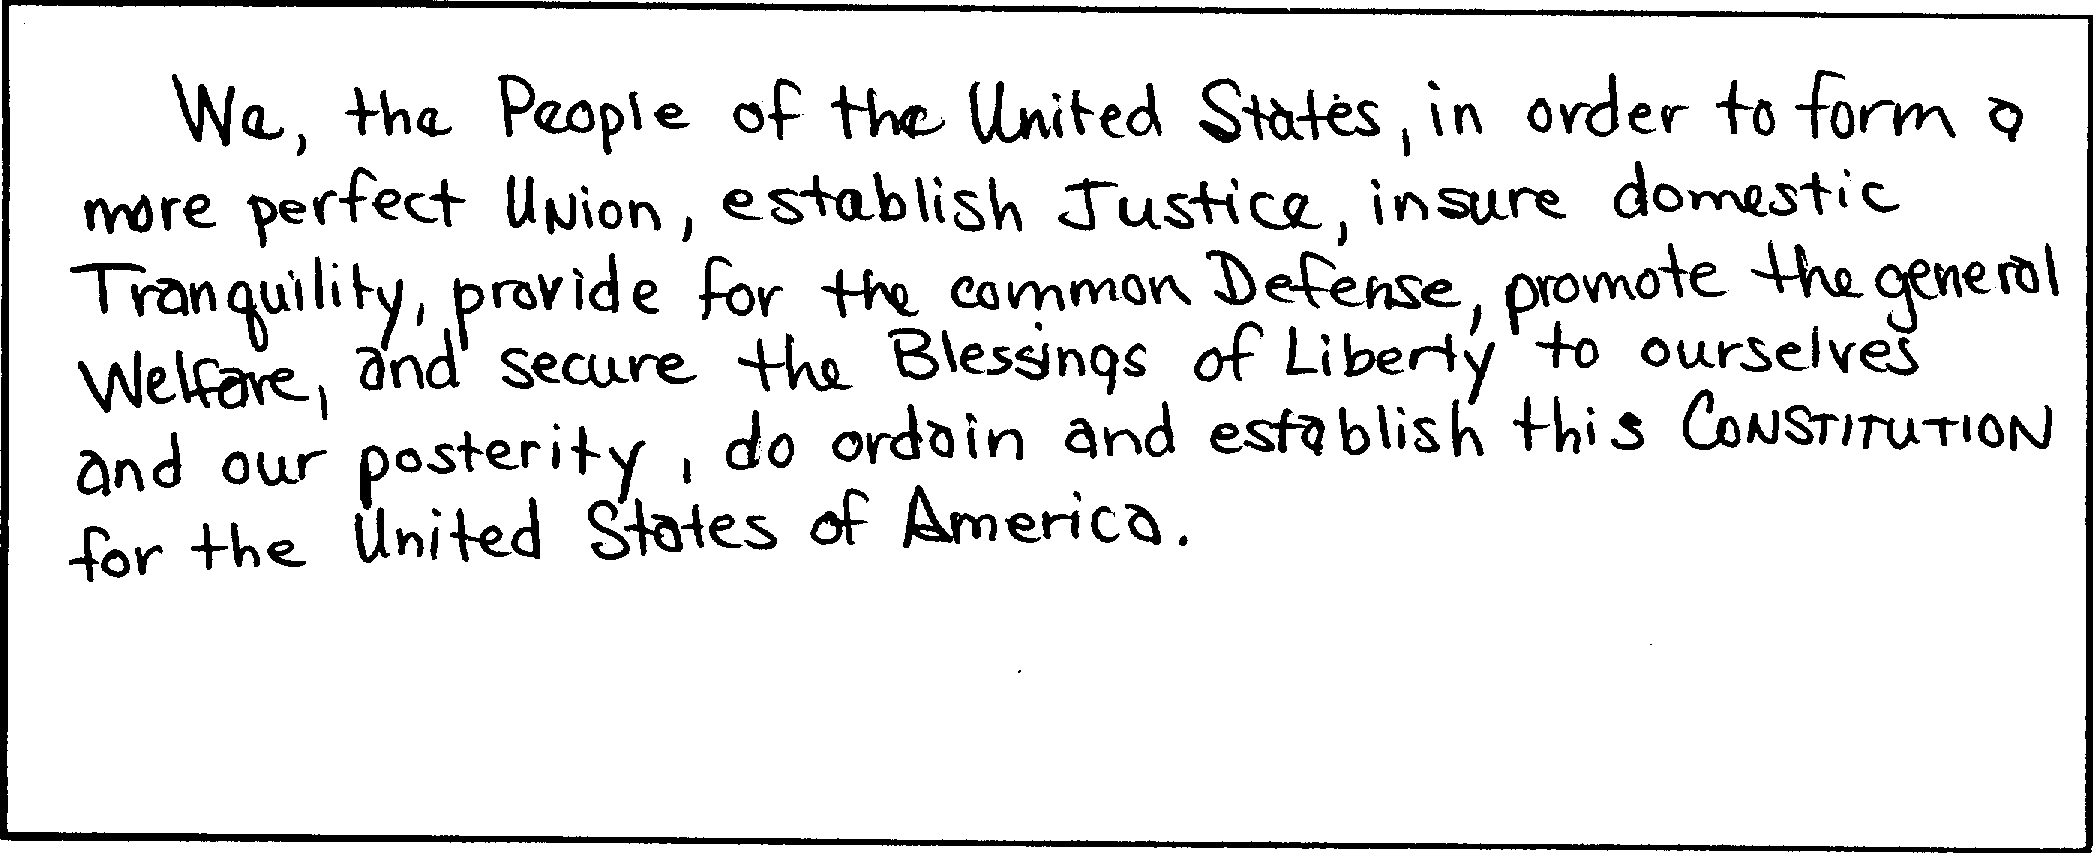 We, the People of the United States, in order to form a
more perfect Union, establish Justice, insure domestic
Tranquility, provide for the common Defense, promote the general
Welfare, and secure the Blessings of Liberty to ourselves
and our posterity, do ordain and establish this CONSTITUTION
for the United States of America.